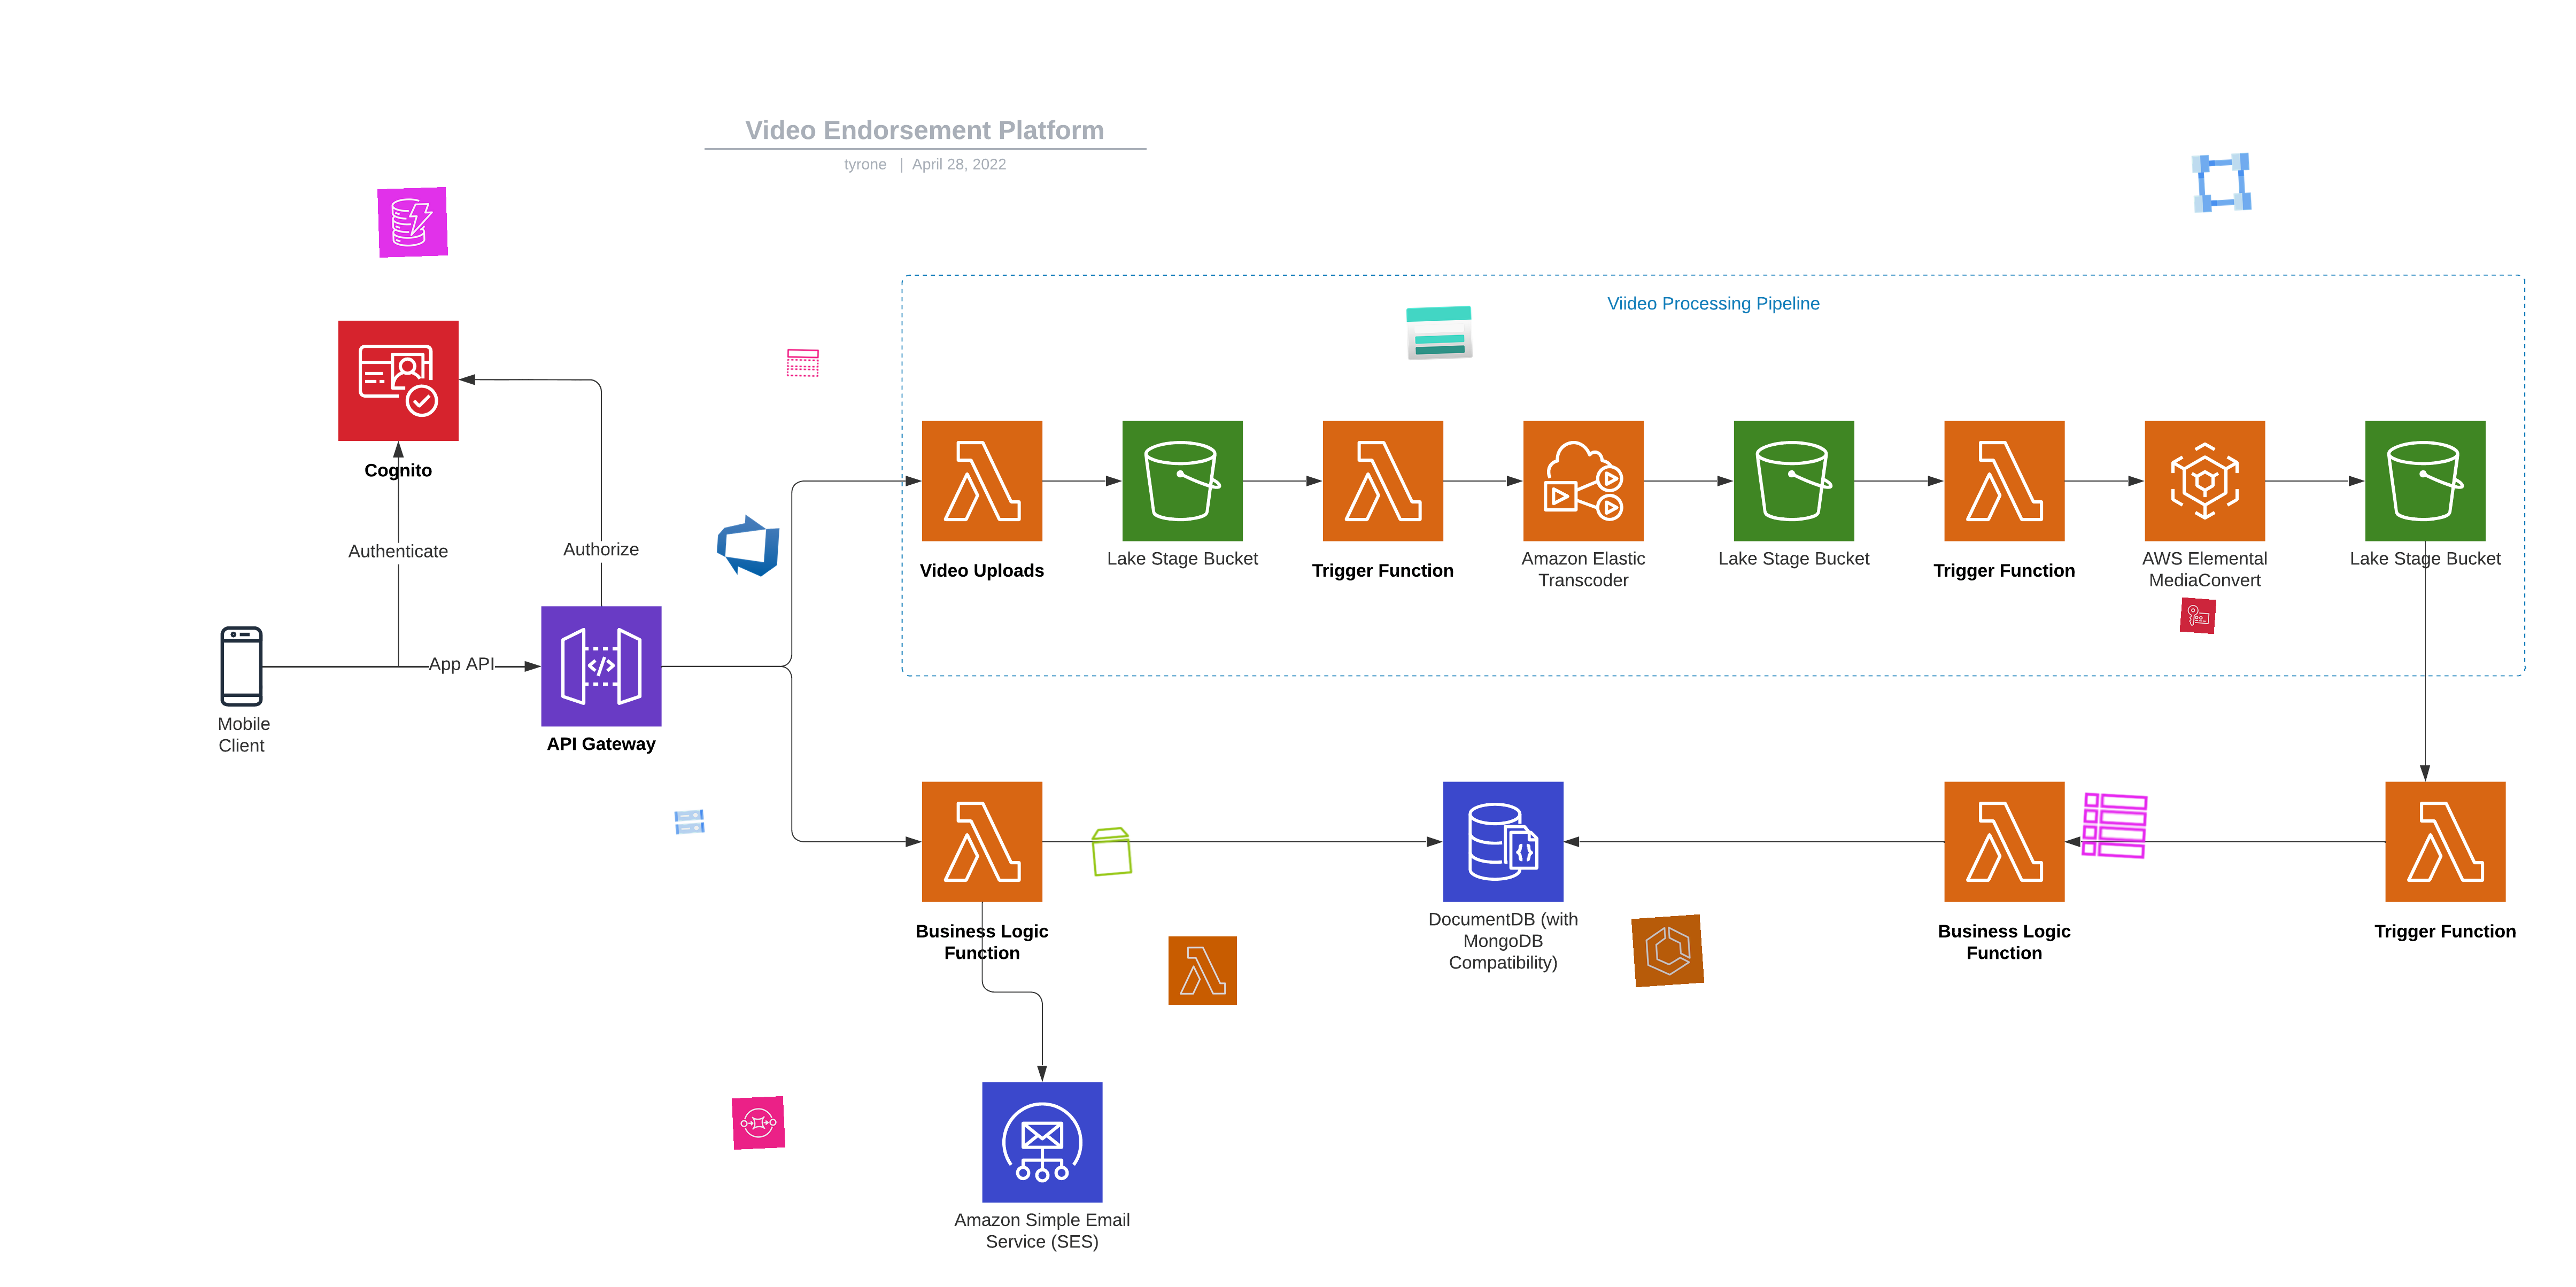 Video Endorsement Platform
tyrone | April 28, 2022
Viideo Processing Pipeline
Cognito
Authenticate
Authorize
App API
Mobile
Client
API Gateway
Video Uploads
Lake Stage Bucket
Trigger Function
Amazon Elastic
Transcoder
Lake Stage Bucket
Trigger Function
AWS Elemental
MediaConvert
Lake Stage Bucket
Business Logic
Function
DocumentDB (with
MongoDB
Compatibility)
Business Logic
Function
Trigger Function
Amazon Simple Email
Service (SES)